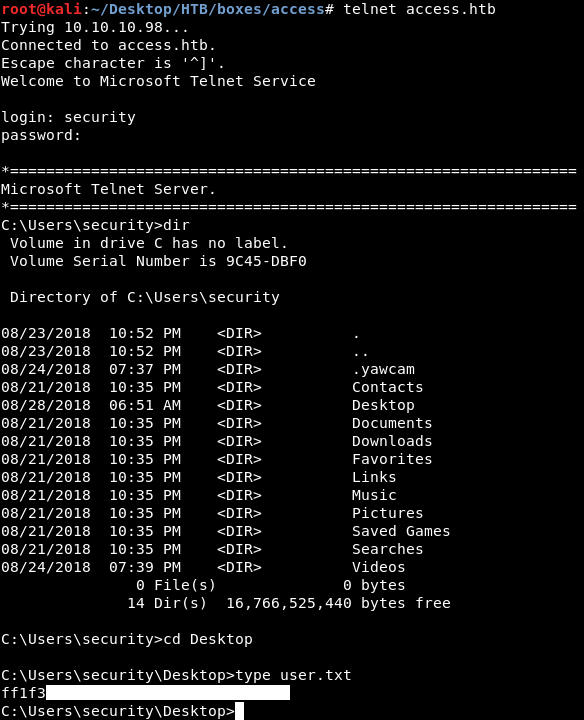 root@kali:~/Desktop/HTB/boxes/access# telnet access.htb
Trying 10.10.10.98...
Connected to access.htb.
Escape character is '^]'.
Welcome to Microsoft Telnet Service

login: security
password:

*===============================================================
Microsoft Telnet Server.
*===============================================================
C:\Users\security>dir
 Volume in drive C has no label.
 Volume Serial Number is 9C45-DBF0

 Directory of C:\Users\security

08/23/2018  10:52 PM    <DIR>          .
08/23/2018  10:52 PM    <DIR>          ..
08/24/2018  07:37 PM    <DIR>          .yawcam
08/21/2018  10:35 PM    <DIR>          Contacts
08/28/2018  06:51 AM    <DIR>          Desktop
08/21/2018  10:35 PM    <DIR>          Documents
08/21/2018  10:35 PM    <DIR>          Downloads
08/21/2018  10:35 PM    <DIR>          Favorites
08/21/2018  10:35 PM    <DIR>          Links
08/21/2018  10:35 PM    <DIR>          Music
08/21/2018  10:35 PM    <DIR>          Pictures
08/21/2018  10:35 PM    <DIR>          Saved Games
08/21/2018  10:35 PM    <DIR>          Searches
08/24/2018  07:39 PM    <DIR>          Videos
               0 File(s)              0 bytes
              14 Dir(s)  16,766,525,440 bytes free

C:\Users\security>cd Desktop

C:\Users\security\Desktop>type user.txt
ff1f3
C:\Users\security\Desktop>